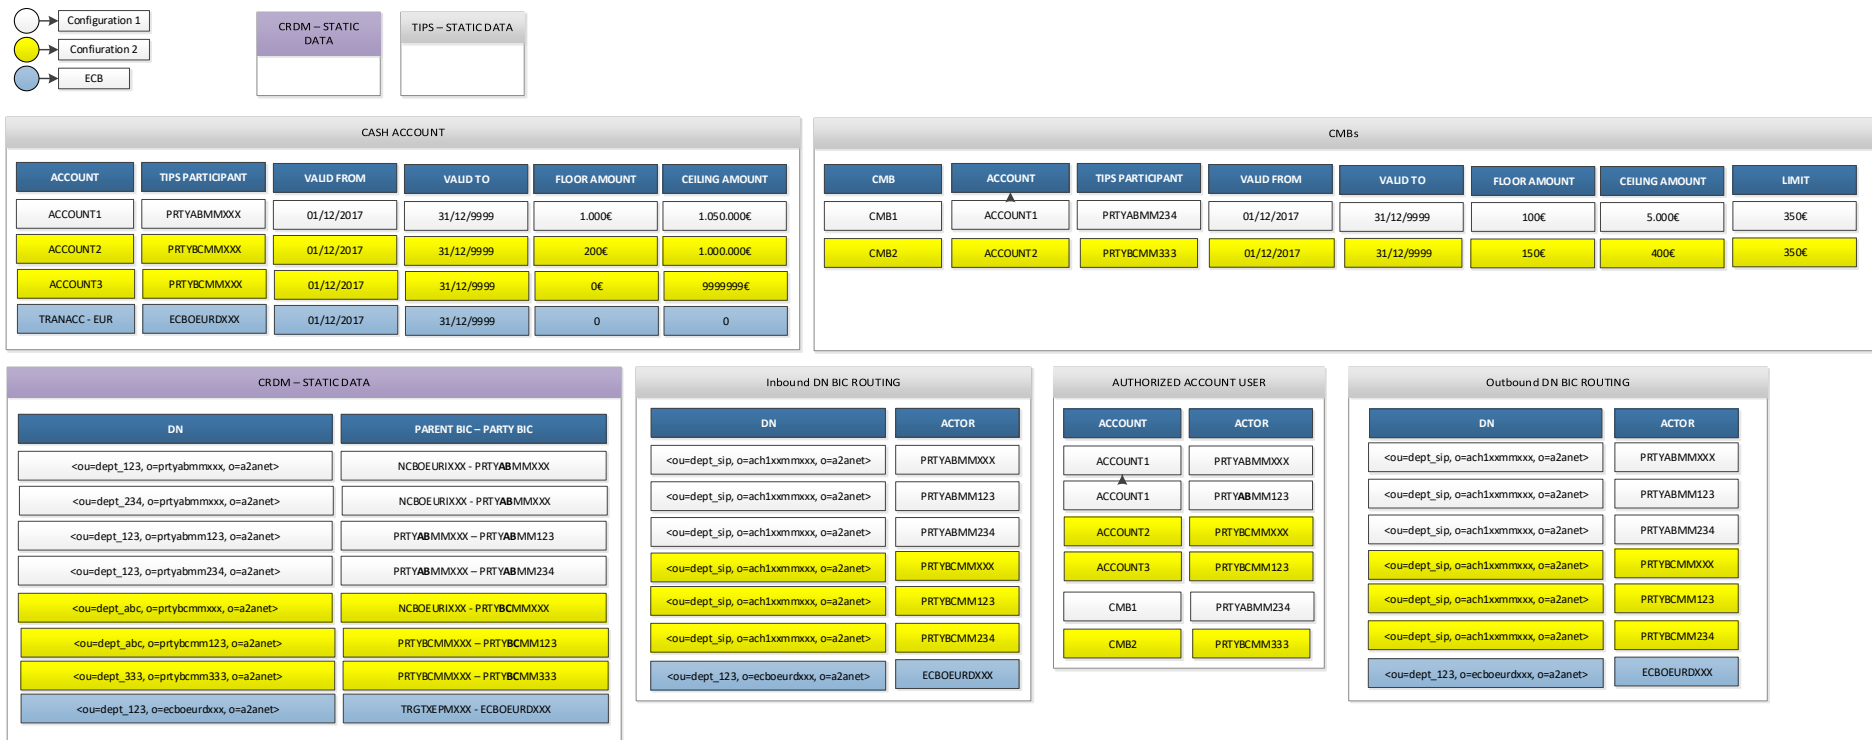 Configuration 1
Confiuration 2
ECB
CRDM – STATIC
DATA
TIPS – STATIC DATA
CASH ACCOUNT
ACCOUNT TIPS PARTICIPANT VALID FROM VALID TO FLOOR AMOUNT CEILING AMOUNT
ACCOUNT1 PRTYABMMXXX 01/12/2017 31/12/9999 1.000€ 1.050.000€
ACCOUNT2 PRTYBCMMXXX 01/12/2017 31/12/9999 200€ 1.000.000€
ACCOUNT3 PRTYBCMMXXX 01/12/2017 31/12/9999 0€ 9999999€
TRANACC - EUR ECBOEURDXXX 01/12/2017 31/12/9999 0 0
CMBs
CMB ACCOUNT TIPS PARTICIPANT VALID FROM VALID TO FLOOR AMOUNT CEILING AMOUNT LIMIT
CMB1 ACCOUNT1 PRTYABMM234 01/12/2017 31/12/9999 100€ 5.000€ 350€
CMB2 ACCOUNT2 PRTYBCMM333 01/12/2017 31/12/9999 150€ 400€ 350€
CRDM – STATIC DATA
DN PARENT BIC – PARTY BIC
<ou=dept_123, o=prtyabmmxxx, o=a2anet> NCBOEURIXXX - PRTYABMMXXX
<ou=dept_234, o=prtyabmmxxx, o=a2anet> NCBOEURIXXX - PRTYABMMXXX
<ou=dept_123, o=prtyabmm123, o=a2anet> PRTYABMMXXX – PRTYABMM123
<ou=dept_123, o=prtyabmm234, o=a2anet> PRTYABMMXXX – PRTYABMM234
<ou=dept_abc, o=prtybcmmxxx, o=a2anet> NCBOEURIXXX - PRTYBCMMXXX
<ou=dept_abc, o=prtybcmm123, o=a2anet> PRTYBCMMXXX – PRTYBCMM123
<ou=dept_333, o=prtybcmm333, o=a2anet> PRTYBCMMXXX – PRTYBCMM333
<ou=dept_123, o=ecboeurdxxx, o=a2anet> TRGTXEPMXXX - ECBOEURDXXX
Inbound DN BIC ROUTING
DN ACTOR
<ou=dept_sip, o=ach1xxmmxxx, o=a2anet> PRTYABMMXXX
<ou=dept_sip, o=ach1xxmmxxx, o=a2anet> PRTYABMM123
<ou=dept_sip, o=ach1xxmmxxx, o=a2anet> PRTYABMM234
<ou=dept_sip, o=ach1xxmmxxx, o=a2anet> PRTYBCMMXXX
<ou=dept_sip, o=ach1xxmmxxx, o=a2anet> PRTYBCMM123
<ou=dept_sip, o=ach1xxmmxxx, o=a2anet> PRTYBCMM234
<ou=dept_123, o=ecboeurdxxx, o=a2anet> ECBOEURDXXX
AUTHORIZED ACCOUNT USER
ACCOUNT ACTOR
ACCOUNT1 PRTYABMMXXX
ACCOUNT1 PRTYABMM123
ACCOUNT2 PRTYBCMMXXX
ACCOUNT3 PRTYBCMM123
CMB1 PRTYABMM234
CMB2 PRTYBCMM333
Outbound DN BIC ROUTING
DN ACTOR
<ou=dept_sip, o=ach1xxmmxxx, o=a2anet> PRTYABMMXXX
<ou=dept_sip, o=ach1xxmmxxx, o=a2anet> PRTYABMM123
<ou=dept_sip, o=ach1xxmmxxx, o=a2anet> PRTYABMM234
<ou=dept_sip, o=ach1xxmmxxx, o=a2anet> PRTYBCMMXXX
<ou=dept_sip, o=ach1xxmmxxx, o=a2anet> PRTYBCMM123
<ou=dept_sip, o=ach1xxmmxxx, o=a2anet> PRTYBCMM234
<ou=dept_123, o=ecboeurdxxx, o=a2anet> ECBOEURDXXX